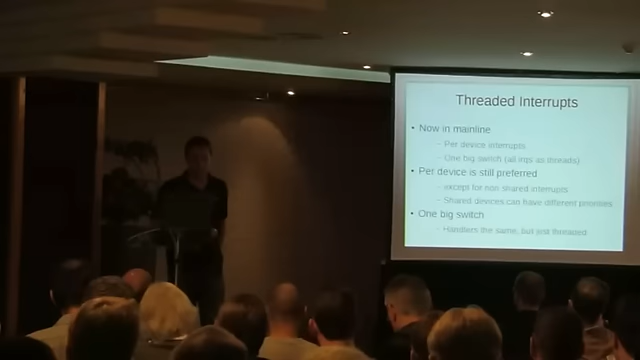 Threaded Interrupts
• Now in mainline
– Per device interrupts
– One big switch (all irqs as threads)
• Per device is still preferred
– except for non shared interrupts
– Shared devices can have different priorities
• One big switch
– Handlers the same, but just threaded